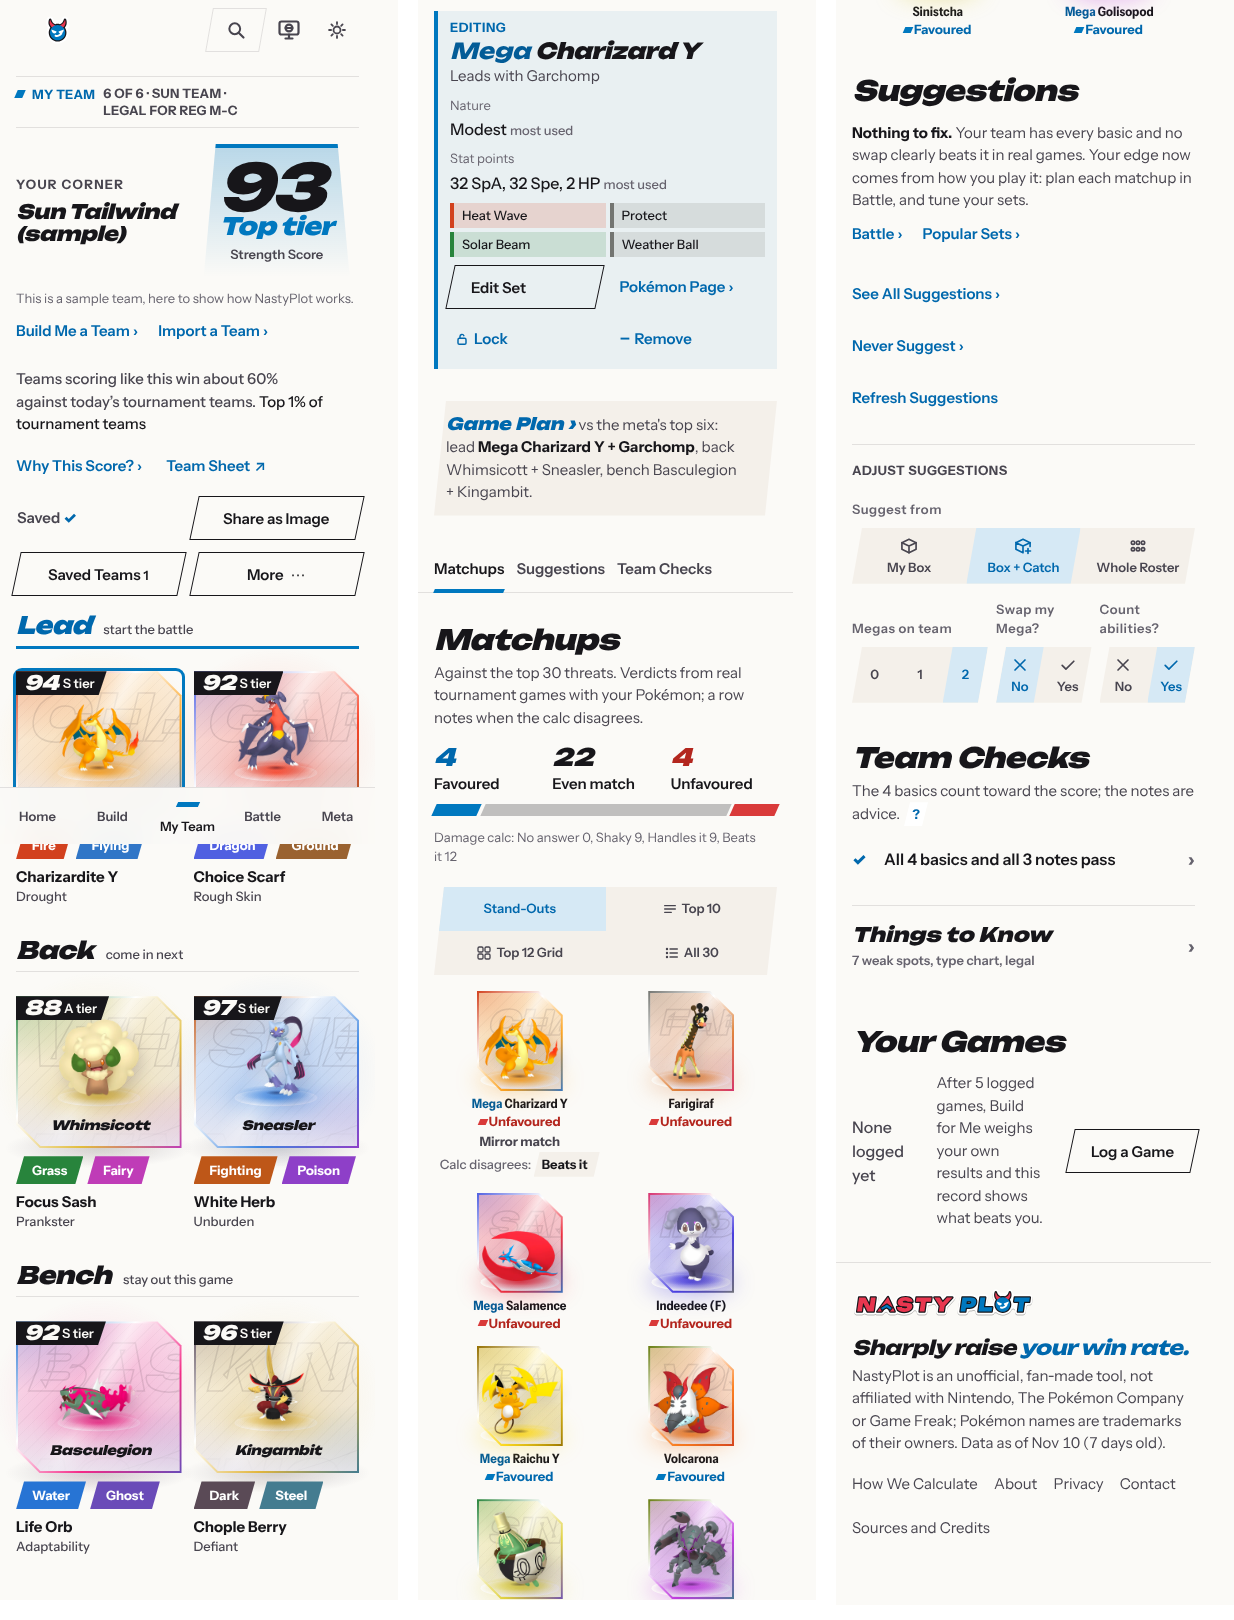 MY TEAM
6 OF 6 · SUN TEAM ·
LEGAL FOR REG M-C
YOUR CORNER
Sun Tailwind
(sample)
93
Top tier
Strength Score
This is a sample team, here to show how NastyPlot works.
Build Me a Team ›
Import a Team ›
Teams scoring like this win about 60%
against today's tournament teams. Top 1% of
tournament teams
Why This Score? ›
Team Sheet ↗
Saved
Share as Image
Saved Teams 1
More ···
Lead start the battle
94 S tier
92 S tier
Home
Build
My Team
Battle
Meta
Fire
Flying
Dragon
Ground
Charizardite Y
Drought
Choice Scarf
Rough Skin
Back come in next
88 A tier
Whimsicott
97 S tier
Sneasler
Grass
Fairy
Fighting
Poison
Focus Sash
Prankster
White Herb
Unburden
Bench stay out this game
92 S tier
Basculegion
96 S tier
Kingambit
Water
Ghost
Dark
Steel
Life Orb
Adaptability
Chople Berry
Defiant
EDITING
Mega Charizard Y
Leads with Garchomp
Nature
Modest most used
Stat points
32 SpA, 32 Spe, 2 HP most used
Heat Wave
Protect
Solar Beam
Weather Ball
Edit Set
Pokémon Page ›
Lock
Remove
Game Plan › vs the meta's top six:
lead Mega Charizard Y + Garchomp, back
Whimsicott + Sneasler, bench Basculegion
+ Kingambit.
Matchups
Suggestions
Team Checks
Matchups
Against the top 30 threats. Verdicts from real
tournament games with your Pokémon; a row
notes when the calc disagrees.
4
Favoured
22
Even match
4
Unfavoured
Damage calc: No answer 0, Shaky 9, Handles it 9, Beats
it 12
Stand-Outs
Top 10
Top 12 Grid
All 30
Mega Charizard Y
Unfavoured
Mirror match
Calc disagrees: Beats it
Farigiraf
Unfavoured
Mega Salamence
Unfavoured
Indeedee (F)
Unfavoured
Mega Raichu Y
Favoured
Volcarona
Favoured
Sinistcha
Favoured
Mega Golisopod
Favoured
Suggestions
Nothing to fix. Your team has every basic and no
swap clearly beats it in real games. Your edge now
comes from how you play it: plan each matchup in
Battle, and tune your sets.
Battle ›
Popular Sets ›
See All Suggestions ›
Never Suggest ›
Refresh Suggestions
ADJUST SUGGESTIONS
Suggest from
My Box
Box + Catch
Whole Roster
Megas on team
Swap my
Mega?
Count
abilities?
0
1
2
No
Yes
No
Yes
Team Checks
The 4 basics count toward the score; the notes are
advice. ?
All 4 basics and all 3 notes pass ›
Things to Know
7 weak spots, type chart, legal ›
Your Games
None
logged
yet
After 5 logged
games, Build
for Me weighs
your own
results and this
record shows
what beats you.
Log a Game
NASTY PLOT
Sharply raise your win rate.
NastyPlot is an unofficial, fan-made tool, not
affiliated with Nintendo, The Pokémon Company
or Game Freak; Pokémon names are trademarks
of their owners. Data as of Nov 10 (7 days old).
How We Calculate
About
Privacy
Contact
Sources and Credits